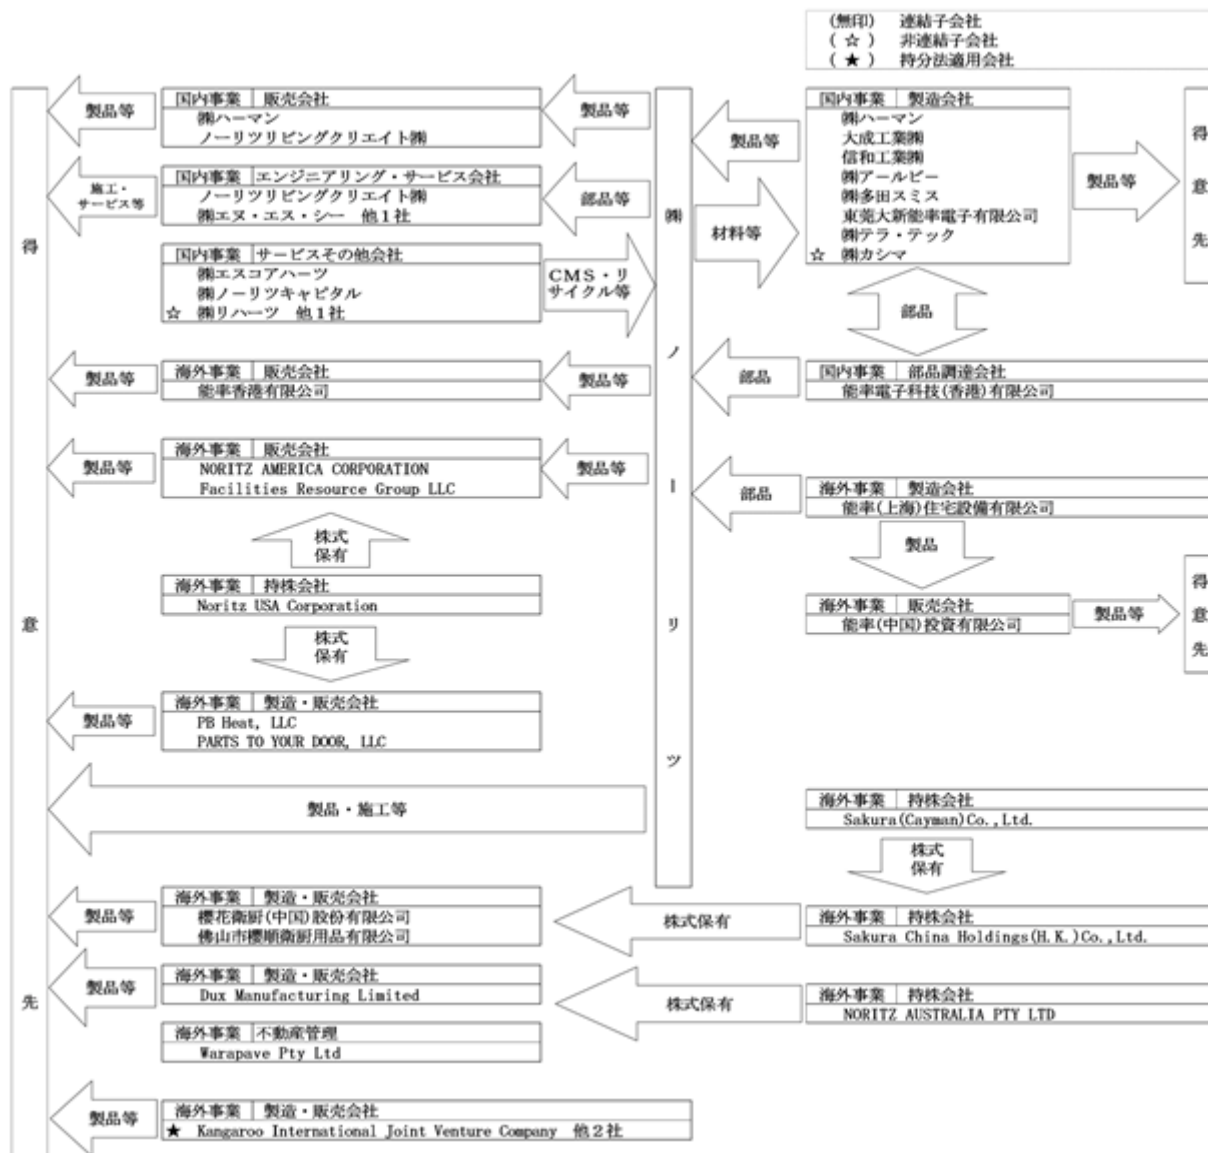 (無印) 連結子会社
(☆) 非連結子会社
(★) 持分法適用会社
得意先
製品等
国内事業 販売会社
㈱ハーマン
ノーリツリビングクリエイト㈱
製品等
施工・
サービス等
国内事業 エンジニアリング・サービス会社
ノーリツリビングクリエイト㈱
㈱エヌ・エス・シー 他1社
部品等
国内事業 サービスその他会社
㈱エスコアハーツ
㈱ノーリツキャピタル
☆ ㈱リハーツ 他1社
CMS・リ
サイクル等
製品等
海外事業 販売会社
能率香港有限公司
製品等
製品等
海外事業 販売会社
NORITZ AMERICA CORPORATION
Facilities Resource Group LLC
製品等
株式
保有
海外事業 持株会社
Noritz USA Corporation
株式
保有
製品等
海外事業 製造・販売会社
PB Heat, LLC
PARTS TO YOUR DOOR, LLC
製品・施工等
製品等
海外事業 製造・販売会社
櫻花衛厨(中国)股份有限公司
佛山市櫻順衛厨用品有限公司
製品等
海外事業 製造・販売会社
Dux Manufacturing Limited
海外事業 不動産管理
Warapave Pty Ltd
製品等
海外事業 製造・販売会社
★ Kangaroo International Joint Venture Company 他2社
㈱ノーリツ
製品等
材料等
国内事業 製造会社
㈱ハーマン
大成工業㈱
信和工業㈱
㈱アールビー
㈱多田スミス
東莞大新能率電子有限公司
㈱テラ・テック
☆ ㈱カシマ
製品等
得意先
部品
部品
国内事業 部品調達会社
能率電子科技(香港)有限公司
部品
海外事業 製造会社
能率(上海)住宅設備有限公司
製品
海外事業 販売会社
能率(中国)投資有限公司
製品等
得意先
海外事業 持株会社
Sakura(Cayman)Co.,Ltd.
株式
保有
株式保有
海外事業 持株会社
Sakura China Holdings(H.K.)Co.,Ltd.
株式保有
海外事業 持株会社
NORITZ AUSTRALIA PTY LTD